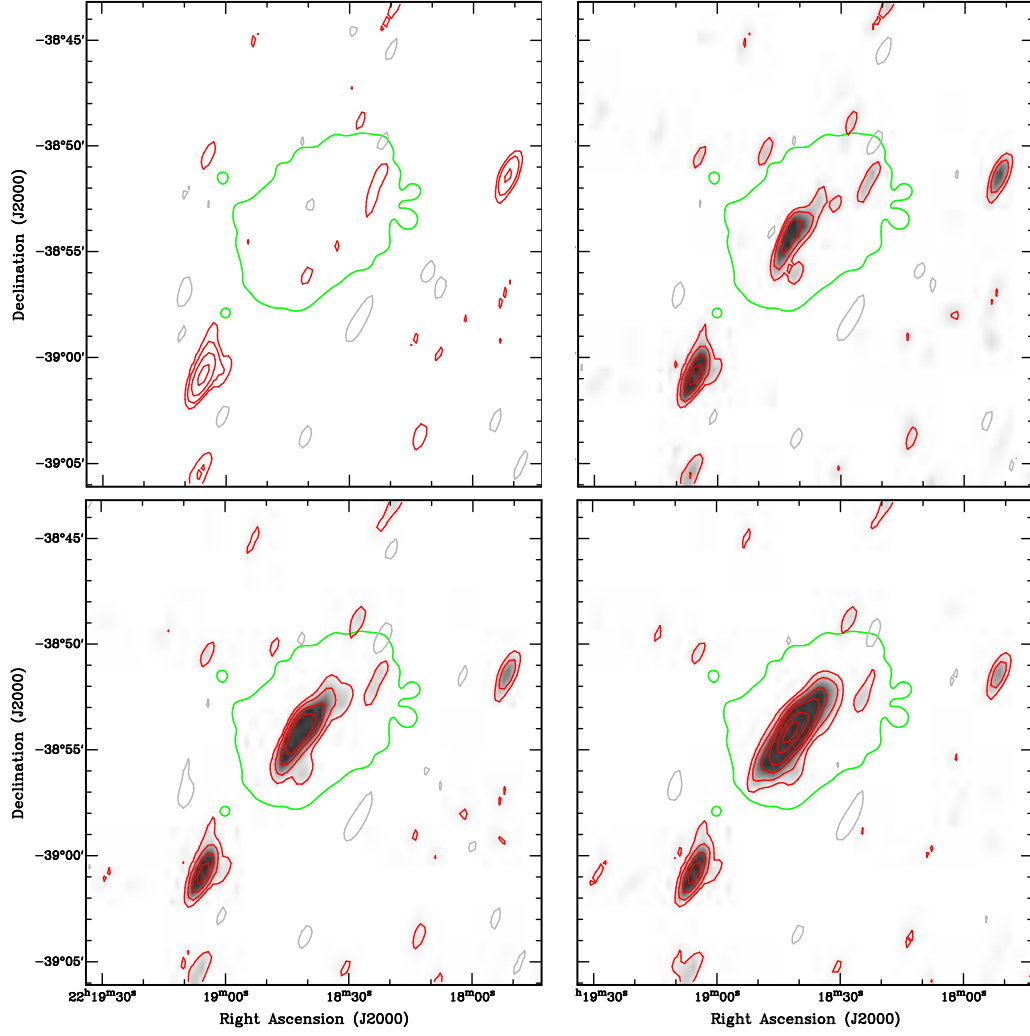 −38°45′
−38°50′
−38°55′
−39°00′
−39°05′
Declination (J2000)
−38°45′
−38°50′
−38°55′
−39°00′
−39°05′
Declination (J2000)
22ʰ19ᵐ30ˢ 19ᵐ00ˢ 18ᵐ30ˢ 18ᵐ00ˢ 19ᵐ30ˢ 19ᵐ00ˢ 18ᵐ30ˢ 18ᵐ00ˢ
Right Ascension (J2000) Right Ascension (J2000)